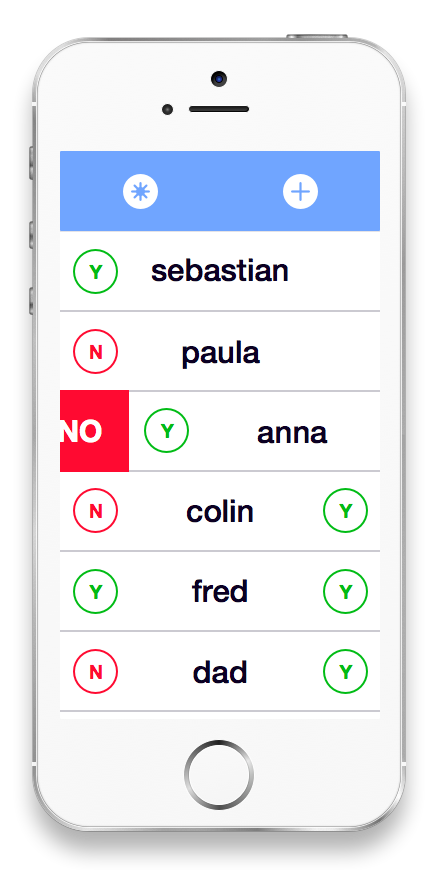 Y sebastian
N paula
NO Y anna
N colin Y
Y fred Y
N dad Y